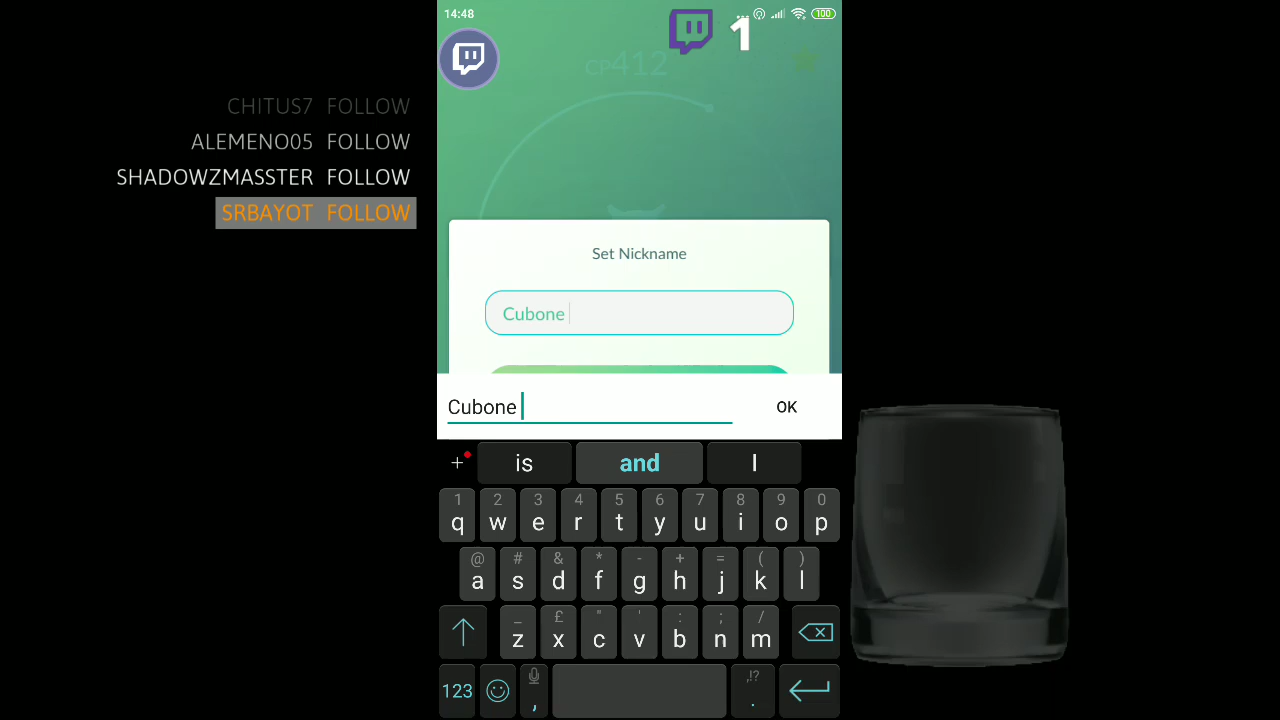 14:48
1
100
CP412
CHITUS7 FOLLOW
ALEMENO05 FOLLOW
SHADOWZMASSTER FOLLOW
SRBAYOT FOLLOW
Set Nickname
Cubone
Cubone
OK
+ is and I
1 2 3 4 5 6 7 8 9 0
q w e r t y u i o p
@ # & * - + = ( )
a s d f g h j k l
_ £ " ' : ; /
z x c v b n m
,!?
123 , .